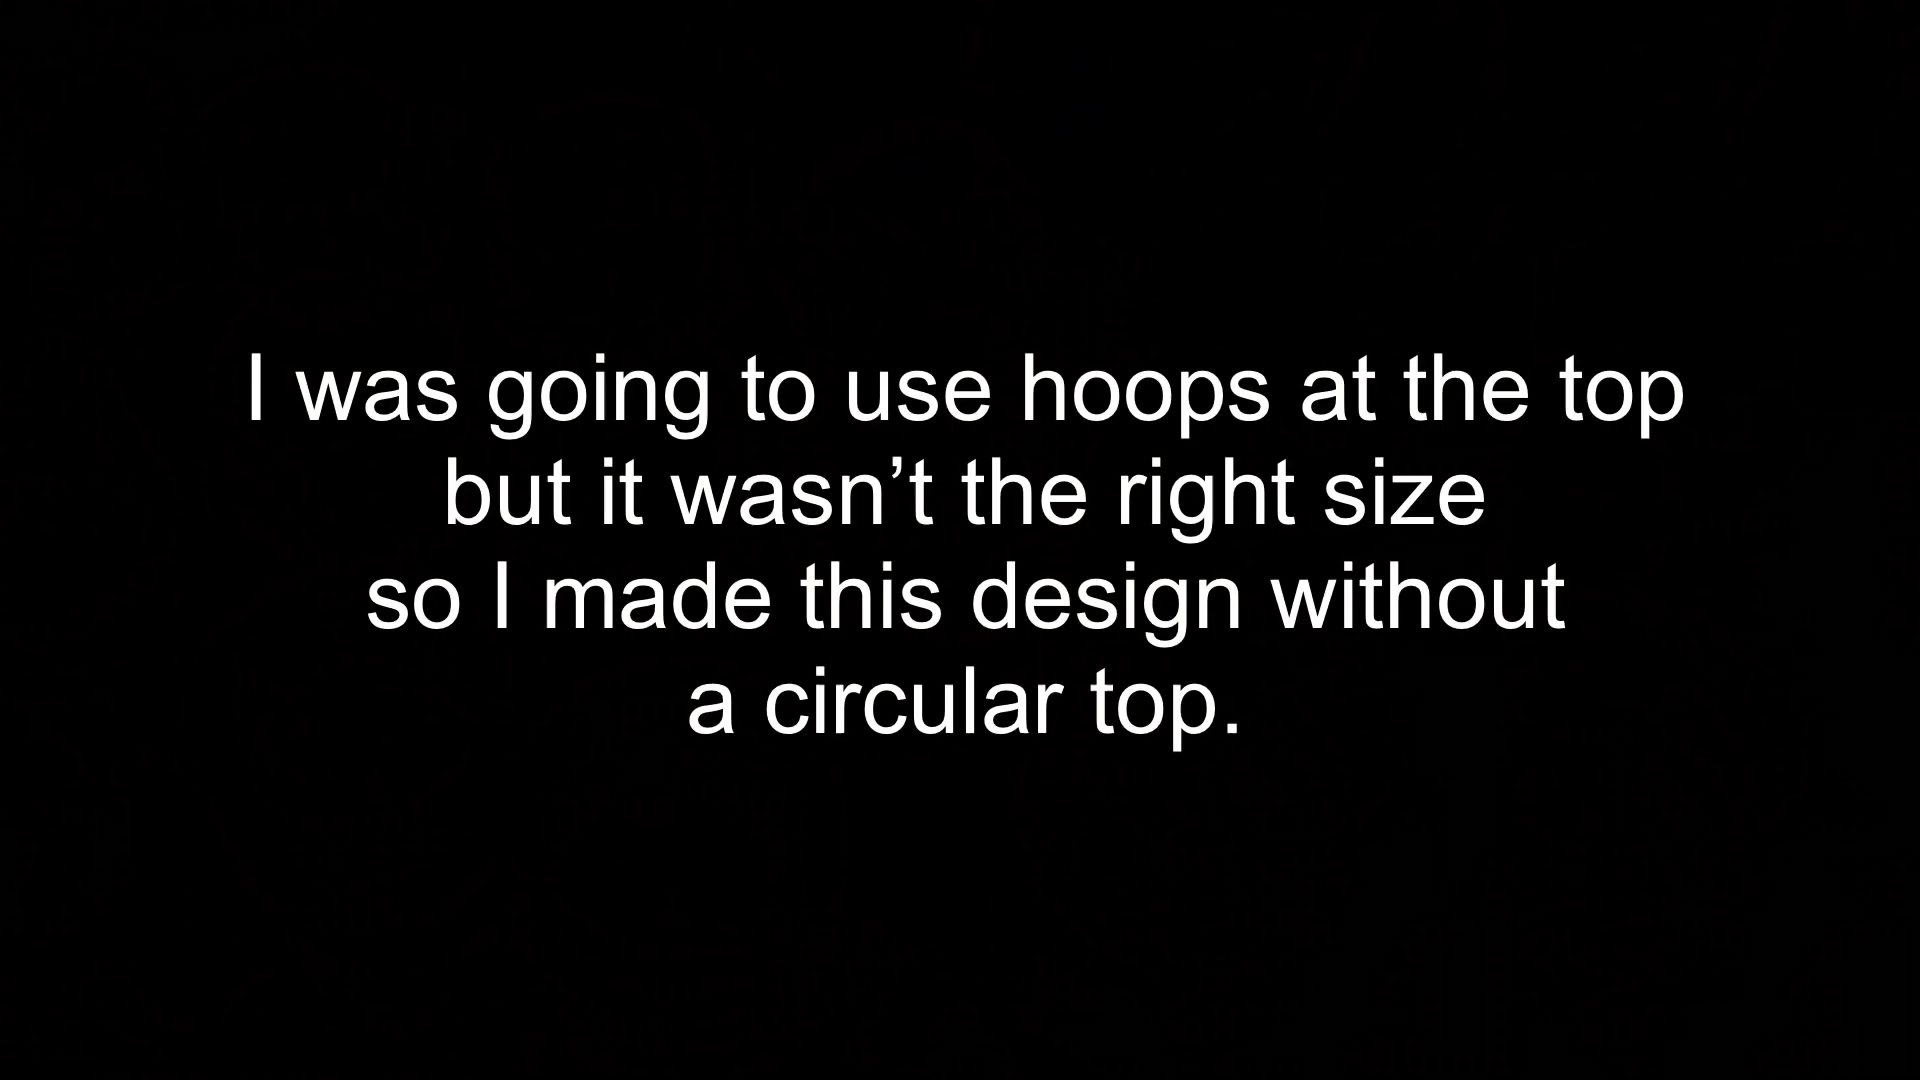 I was going to use hoops at the top
but it wasn’t the right size
so I made this design without
a circular top.